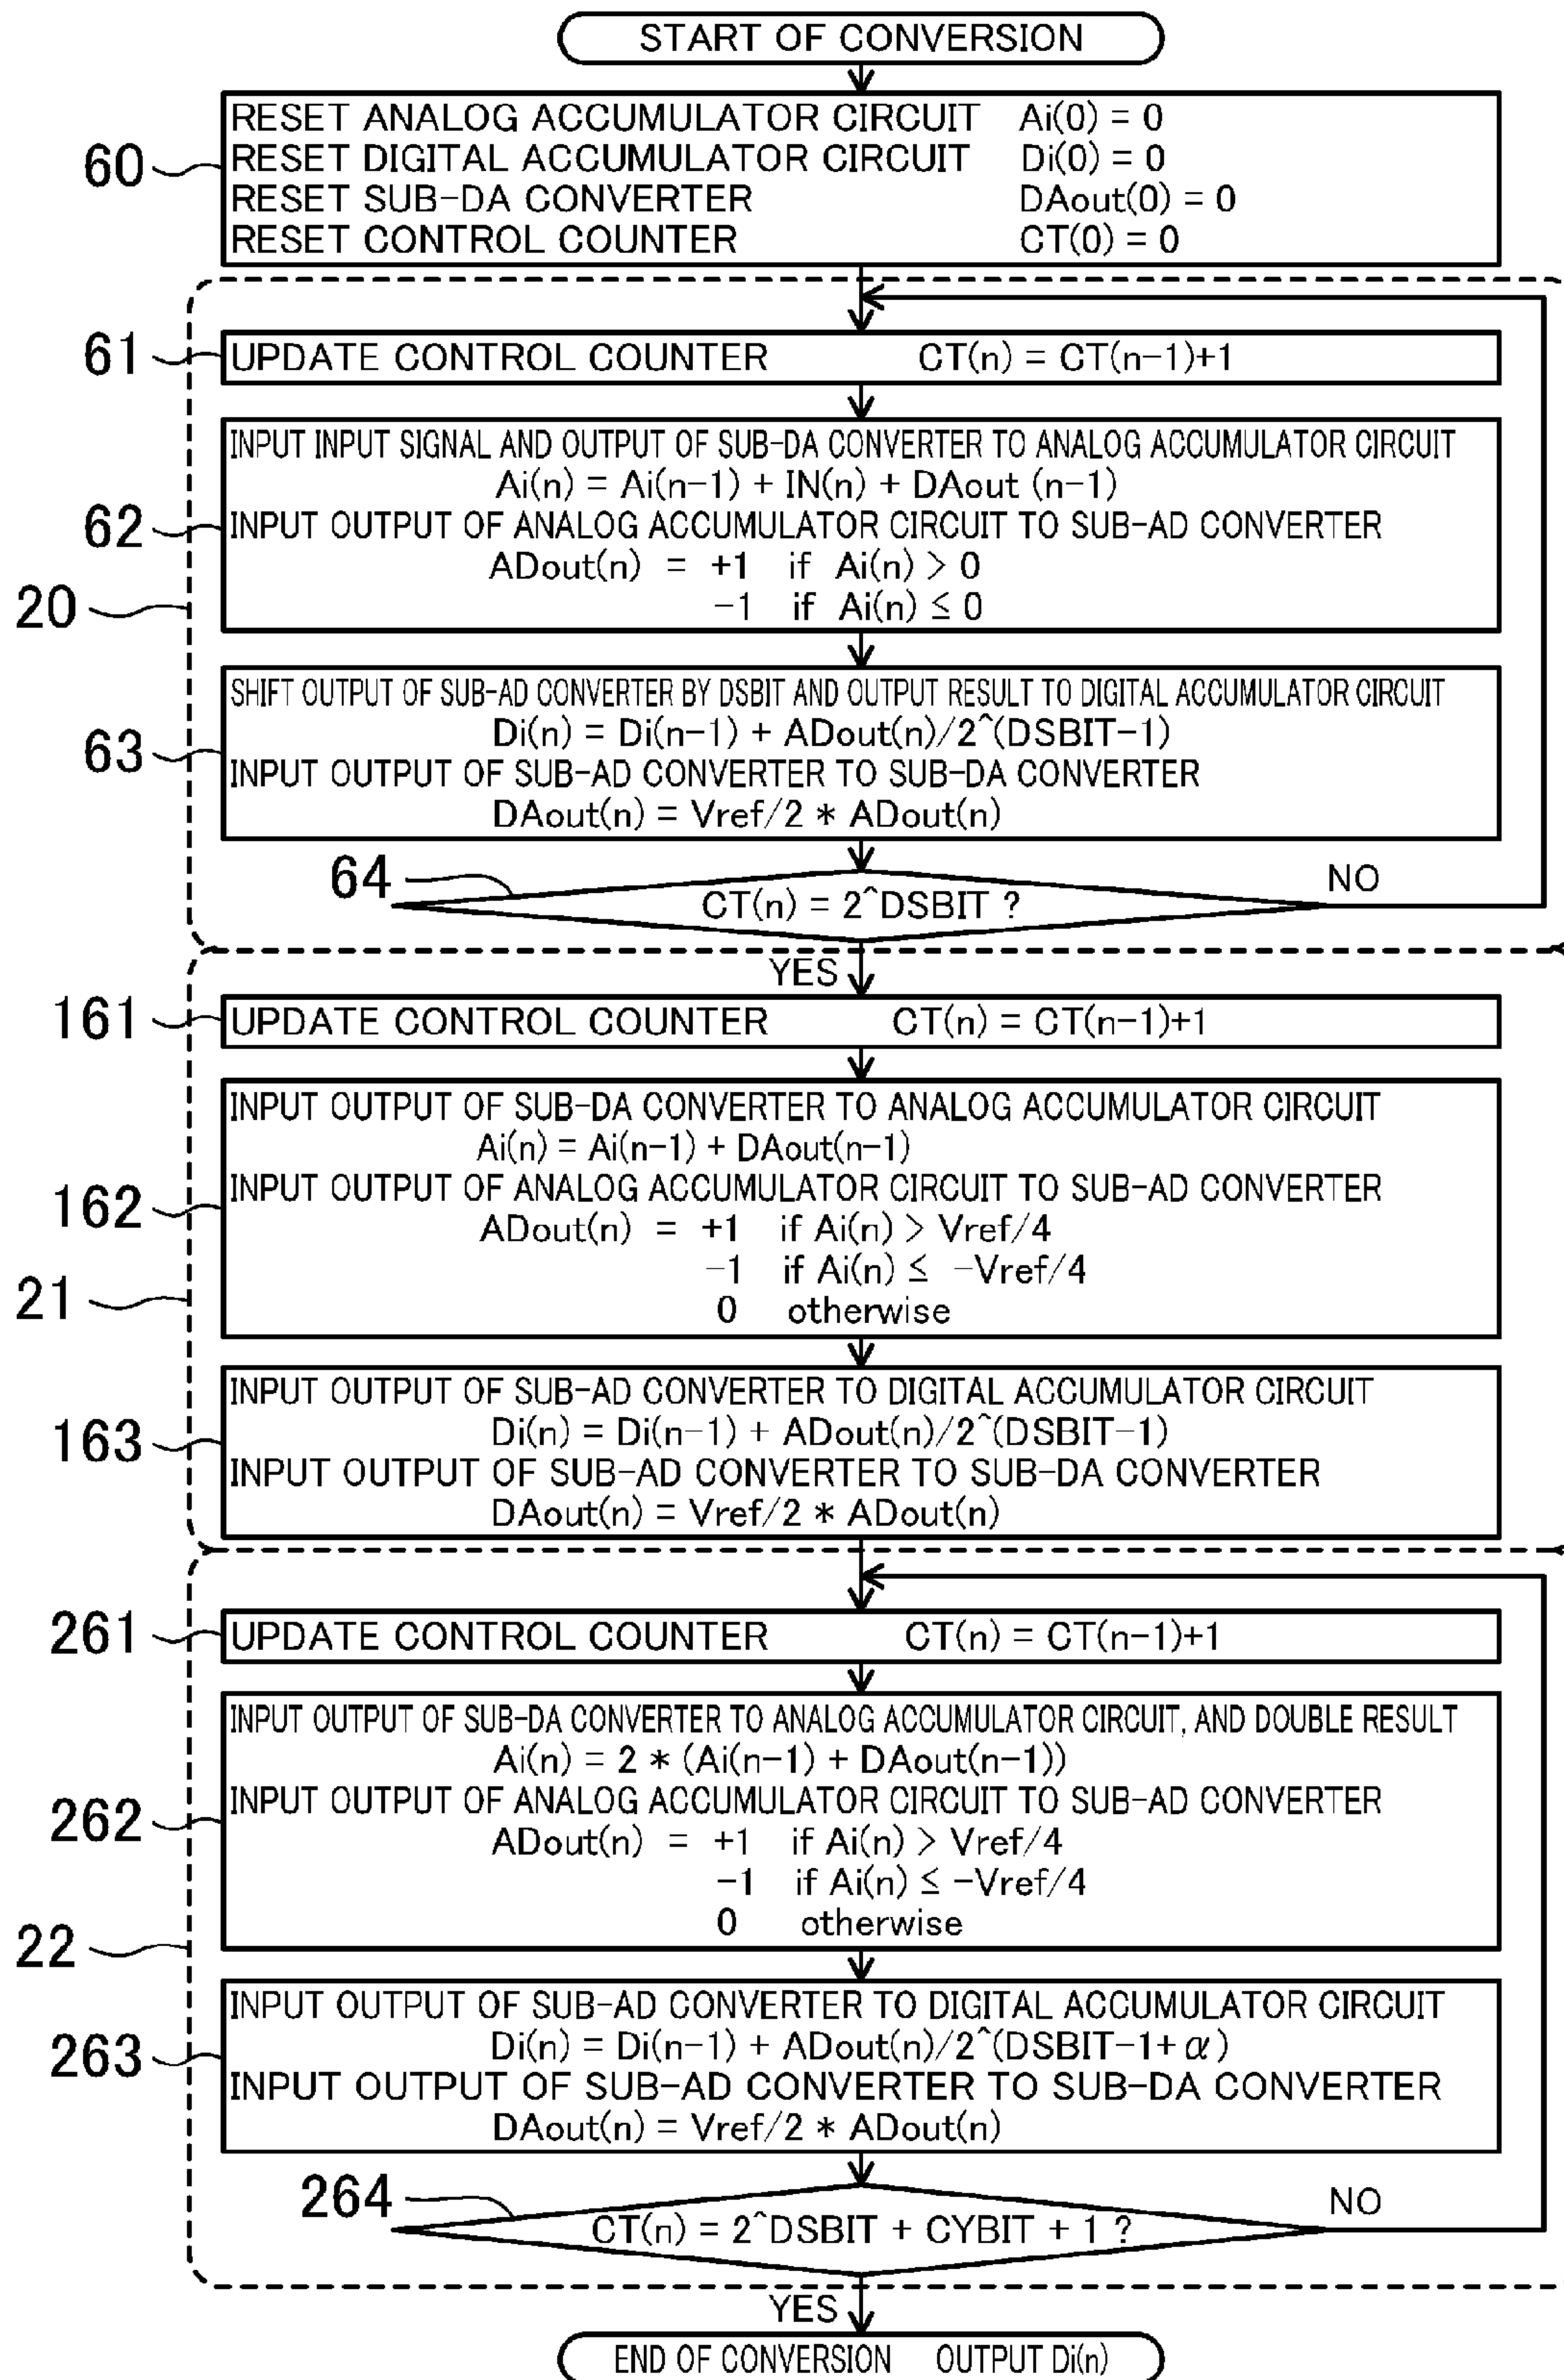 START OF CONVERSION
60
RESET ANALOG ACCUMULATOR CIRCUIT Ai(0) = 0
RESET DIGITAL ACCUMULATOR CIRCUIT Di(0) = 0
RESET SUB-DA CONVERTER DAout(0) = 0
RESET CONTROL COUNTER CT(0) = 0
20
61
UPDATE CONTROL COUNTER CT(n) = CT(n-1)+1
62
INPUT INPUT SIGNAL AND OUTPUT OF SUB-DA CONVERTER TO ANALOG ACCUMULATOR CIRCUIT
Ai(n) = Ai(n-1) + IN(n) + DAout (n-1)
INPUT OUTPUT OF ANALOG ACCUMULATOR CIRCUIT TO SUB-AD CONVERTER
ADout(n) = +1 if Ai(n) > 0
-1 if Ai(n) ≤ 0
63
SHIFT OUTPUT OF SUB-AD CONVERTER BY DSBIT AND OUTPUT RESULT TO DIGITAL ACCUMULATOR CIRCUIT
Di(n) = Di(n-1) + ADout(n)/2^(DSBIT-1)
INPUT OUTPUT OF SUB-AD CONVERTER TO SUB-DA CONVERTER
DAout(n) = Vref/2 * ADout(n)
64
CT(n) = 2^DSBIT ?
NO
YES
21
161
UPDATE CONTROL COUNTER CT(n) = CT(n-1)+1
162
INPUT OUTPUT OF SUB-DA CONVERTER TO ANALOG ACCUMULATOR CIRCUIT
Ai(n) = Ai(n-1) + DAout(n-1)
INPUT OUTPUT OF ANALOG ACCUMULATOR CIRCUIT TO SUB-AD CONVERTER
ADout(n) = +1 if Ai(n) > Vref/4
-1 if Ai(n) ≤ -Vref/4
0 otherwise
163
INPUT OUTPUT OF SUB-AD CONVERTER TO DIGITAL ACCUMULATOR CIRCUIT
Di(n) = Di(n-1) + ADout(n)/2^(DSBIT-1)
INPUT OUTPUT OF SUB-AD CONVERTER TO SUB-DA CONVERTER
DAout(n) = Vref/2 * ADout(n)
22
261
UPDATE CONTROL COUNTER CT(n) = CT(n-1)+1
262
INPUT OUTPUT OF SUB-DA CONVERTER TO ANALOG ACCUMULATOR CIRCUIT, AND DOUBLE RESULT
Ai(n) = 2 * (Ai(n-1) + DAout(n-1))
INPUT OUTPUT OF ANALOG ACCUMULATOR CIRCUIT TO SUB-AD CONVERTER
ADout(n) = +1 if Ai(n) > Vref/4
-1 if Ai(n) ≤ -Vref/4
0 otherwise
263
INPUT OUTPUT OF SUB-AD CONVERTER TO DIGITAL ACCUMULATOR CIRCUIT
Di(n) = Di(n-1) + ADout(n)/2^(DSBIT-1+α)
INPUT OUTPUT OF SUB-AD CONVERTER TO SUB-DA CONVERTER
DAout(n) = Vref/2 * ADout(n)
264
CT(n) = 2^DSBIT + CYBIT + 1 ?
NO
YES
END OF CONVERSION OUTPUT Di(n)